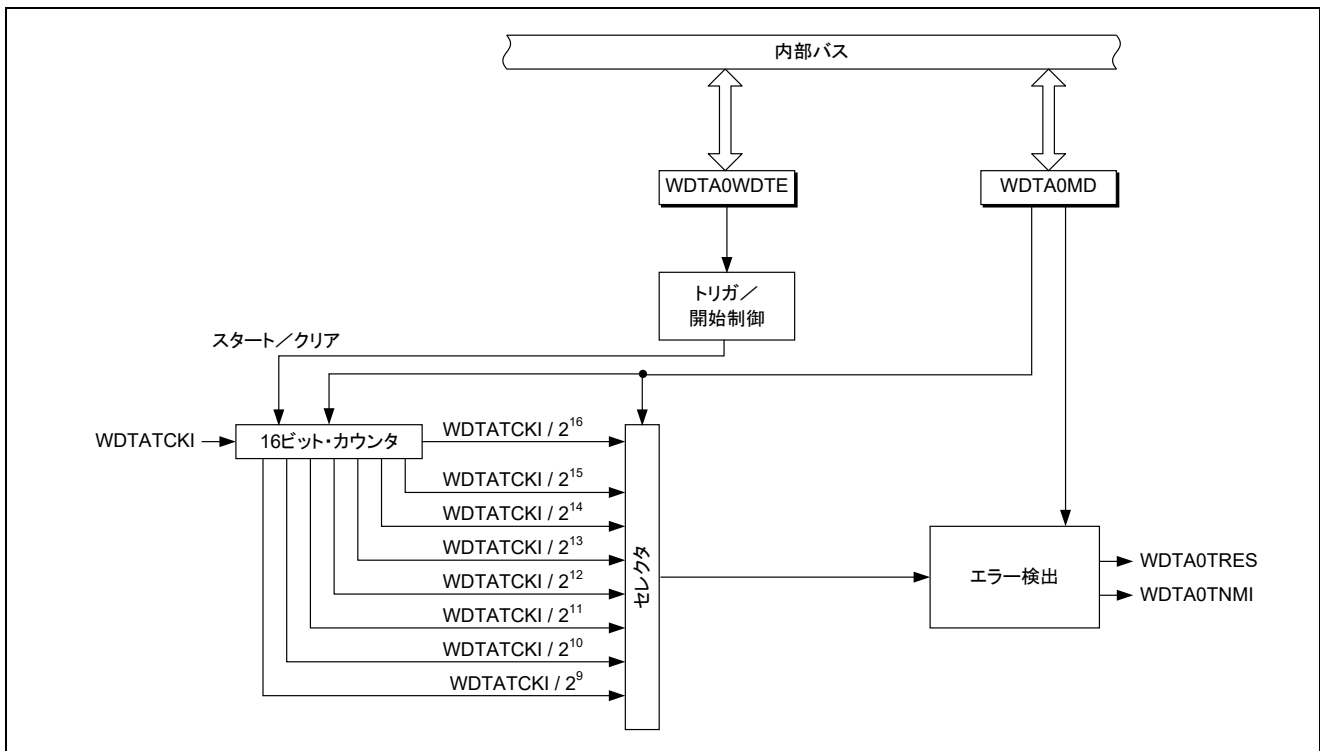 内部バス
WDTA0WDTE
WDTA0MD
トリガ／
開始制御
スタート／クリア
WDTATCKI
16ビット・カウンタ
WDTATCKI / 2^16
WDTATCKI / 2^15
WDTATCKI / 2^14
WDTATCKI / 2^13
WDTATCKI / 2^12
WDTATCKI / 2^11
WDTATCKI / 2^10
WDTATCKI / 2^9
セレクタ
エラー検出
WDTA0TRES
WDTA0TNMI